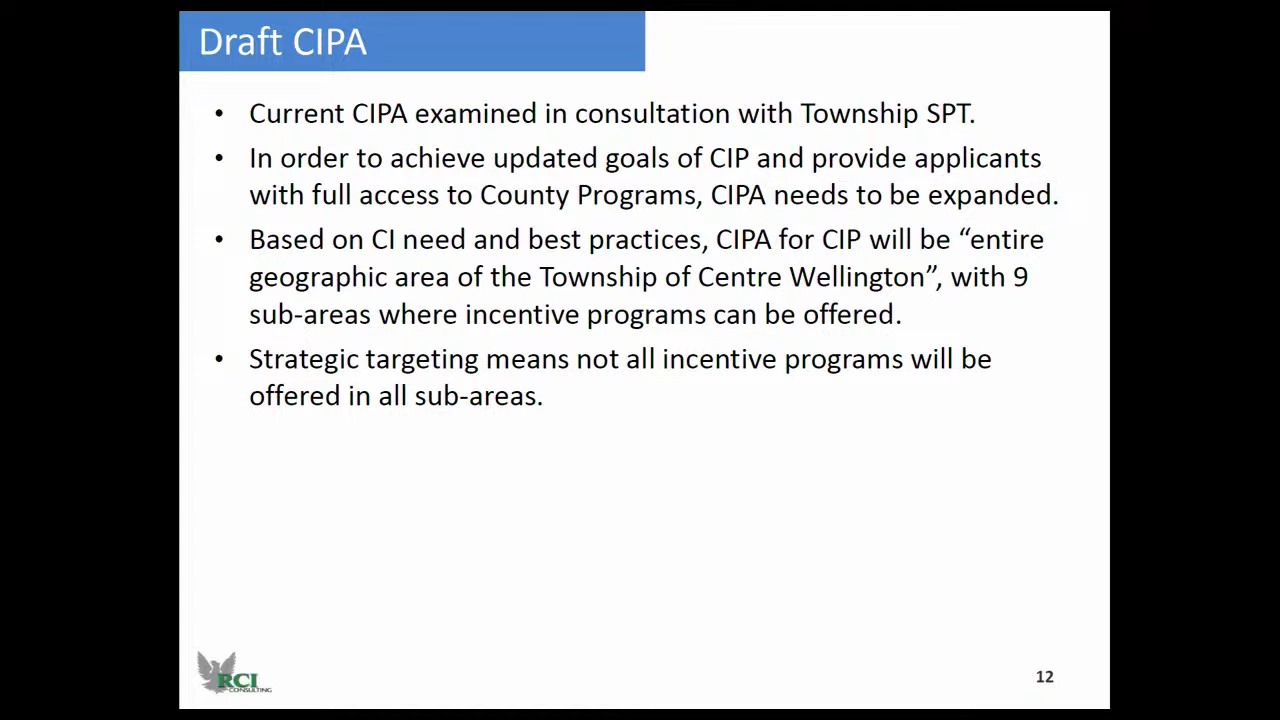 Draft CIPA
• Current CIPA examined in consultation with Township SPT.
• In order to achieve updated goals of CIP and provide applicants
with full access to County Programs, CIPA needs to be expanded.
• Based on CI need and best practices, CIPA for CIP will be “entire
geographic area of the Township of Centre Wellington”, with 9
sub-areas where incentive programs can be offered.
• Strategic targeting means not all incentive programs will be
offered in all sub-areas.
RCI
CONSULTING
12